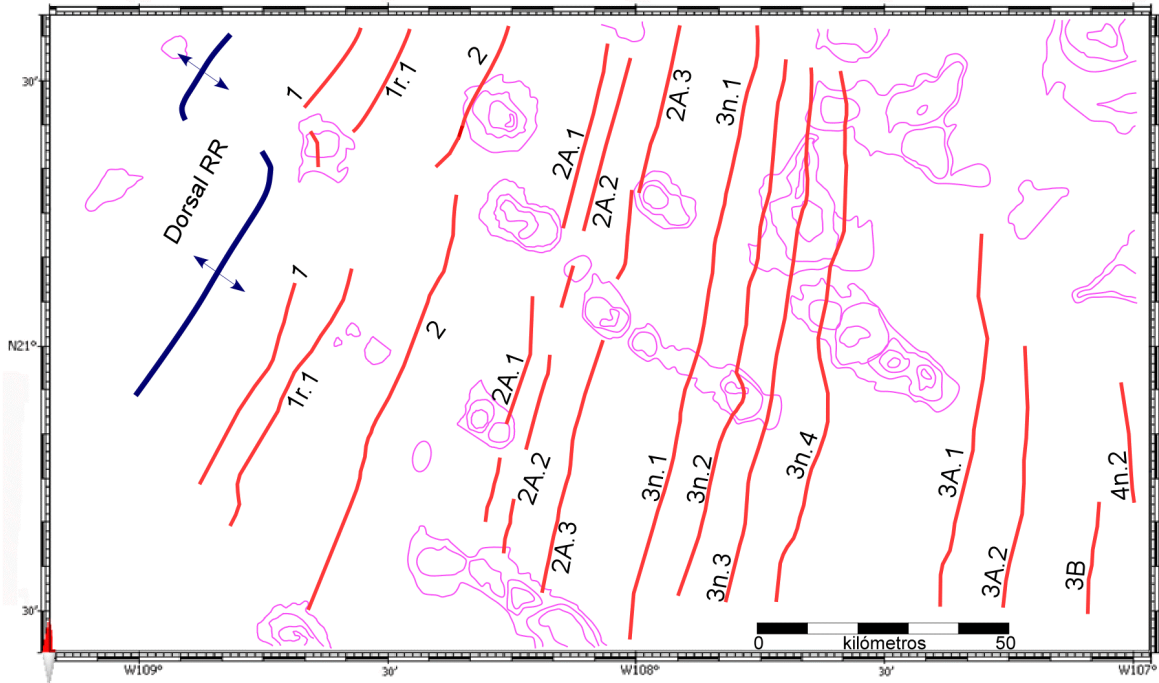 30'
1
1r.1
2
2A.1
2A.2
2A.3
3n.1
Dorsal RR
1
1r.1
2
N21°
2A.1
2A.2
2A.3
3n.1
3n.2
3n.3
3n.4
3A.1
3A.2
3B
4n.2
30'
0
kilómetros
50
W109°
30'
W108°
30'
W107°